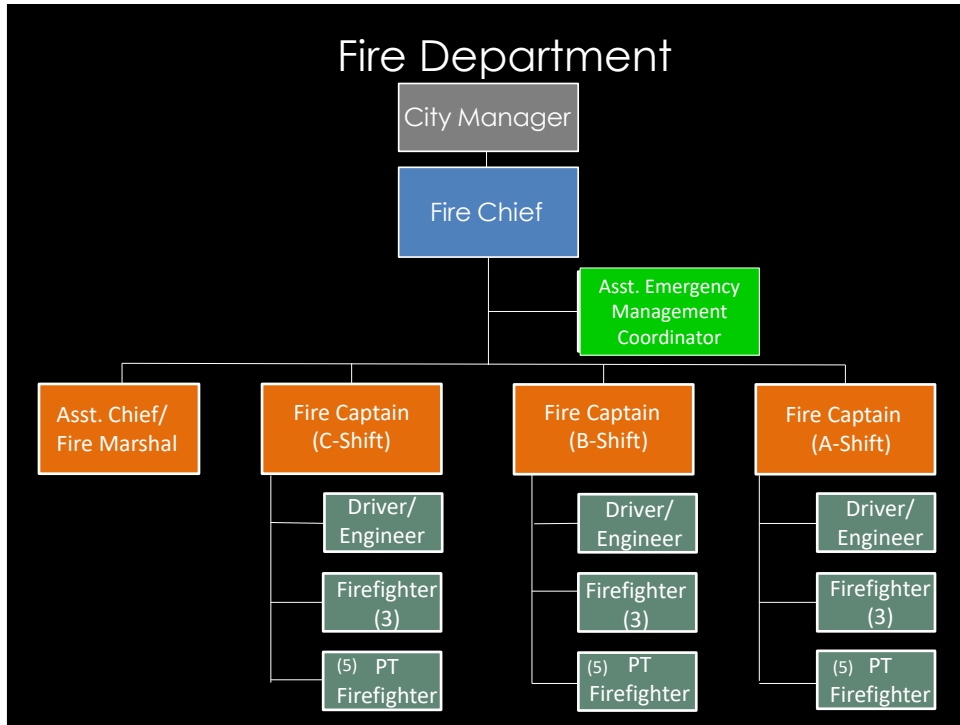 Fire Department
City Manager
Fire Chief
Asst. Emergency
Management
Coordinator
Asst. Chief/
Fire Marshal
Fire Captain
(C-Shift)
Fire Captain
(B-Shift)
Fire Captain
(A-Shift)
Driver/
Engineer
Driver/
Engineer
Driver/
Engineer
Firefighter
(3)
Firefighter
(3)
Firefighter
(3)
(5) PT
Firefighter
(5) PT
Firefighter
(5) PT
Firefighter